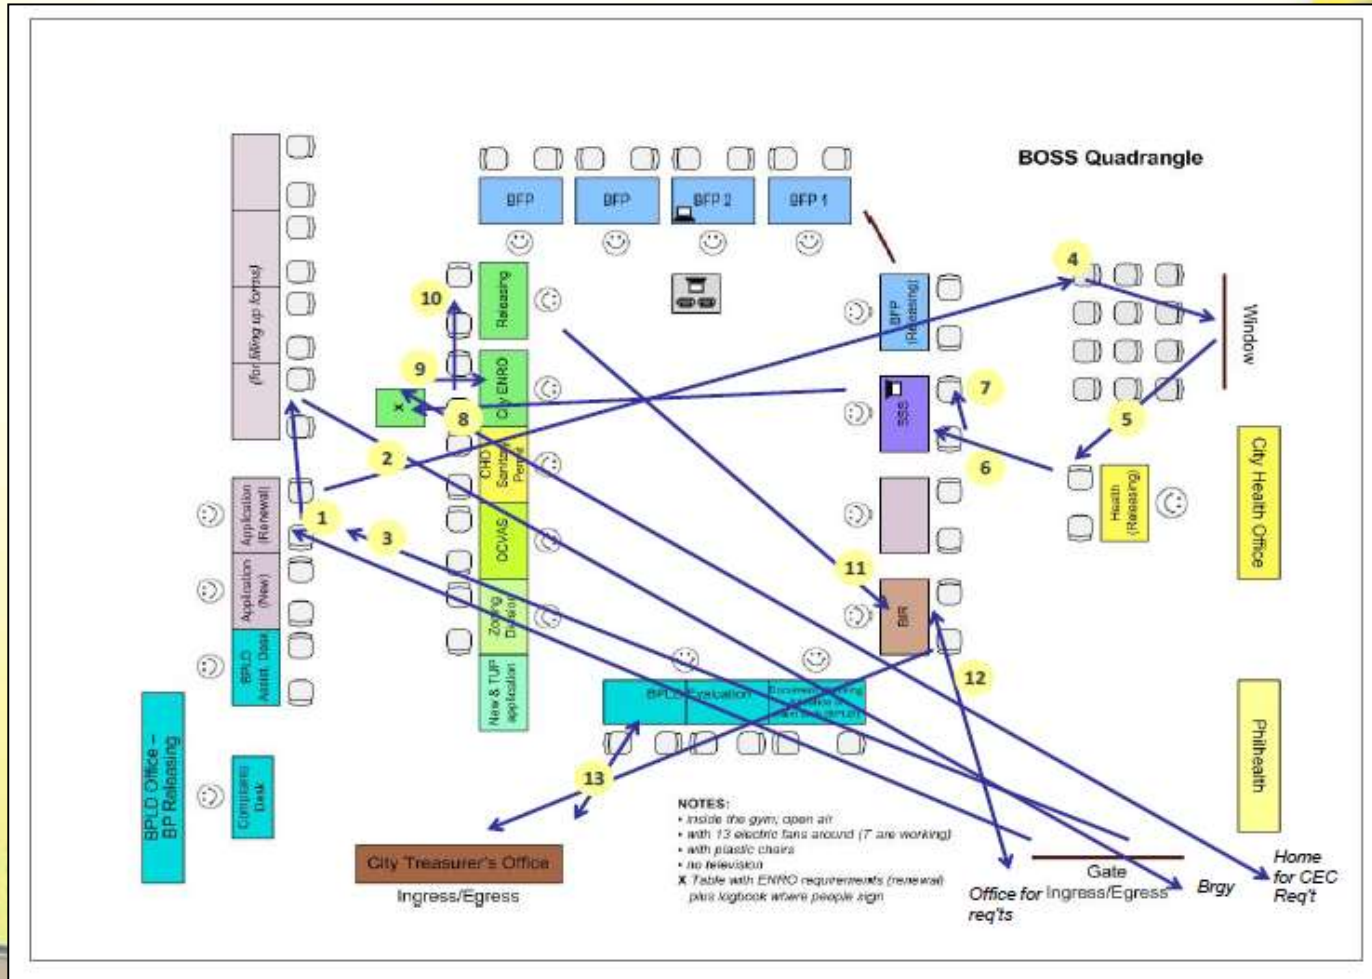 BOSS Quadrangle
BFP
BFP
BFP 2
BFP 1
(for filling up forms)
10
Releasing
9
City ENRO
X
8
CHO
Sanitary
Permit
2
BFP
(Releasing)
4
Window
SSS
7
5
6
Health
(Releasing)
City Health Office
Application
(Renewal)
1
3
OCVAS
Application
(New)
Zoning
Division
11
BIR
12
BPLD
Assist. Desk
New & TUP
application
BPLD Evaluation
(BPLD)
Philhealth
BPLD Office –
BP Releasing
Complaints
Desk
13
City Treasurer's Office
Ingress/Egress
NOTES:
• inside the gym; open air
• with 13 electric fans around (7 are working)
• with plastic chairs
• no television
X Table with ENRO requirements (renewal)
plus logbook where people sign
Gate
Ingress/Egress
Office for
req'ts
Brgy
Home
for CEC
Req't